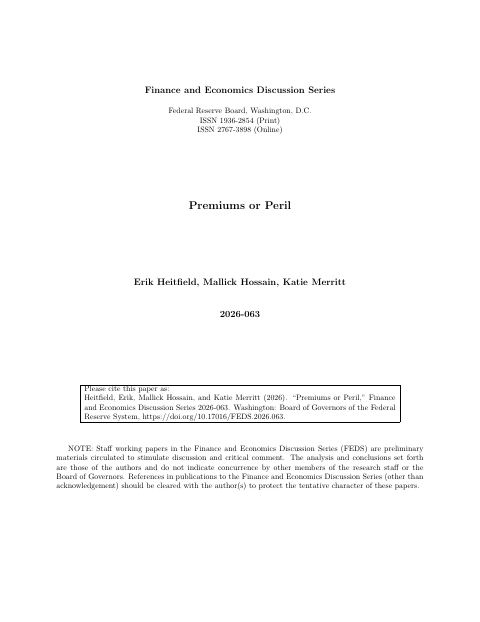 Finance and Economics Discussion Series
Federal Reserve Board, Washington, D.C.
ISSN 1936-2854 (Print)
ISSN 2767-3898 (Online)
Premiums or Peril
Erik Heitfield, Mallick Hossain, Katie Merritt
2026-063
Please cite this paper as:
Heitfield, Erik, Mallick Hossain, and Katie Merritt (2026). “Premiums or Peril,” Finance
and Economics Discussion Series 2026-063. Washington: Board of Governors of the Federal
Reserve System, https://doi.org/10.17016/FEDS.2026.063.
NOTE: Staff working papers in the Finance and Economics Discussion Series (FEDS) are preliminary
materials circulated to stimulate discussion and critical comment. The analysis and conclusions set forth
are those of the authors and do not indicate concurrence by other members of the research staff or the
Board of Governors. References in publications to the Finance and Economics Discussion Series (other than
acknowledgement) should be cleared with the author(s) to protect the tentative character of these papers.